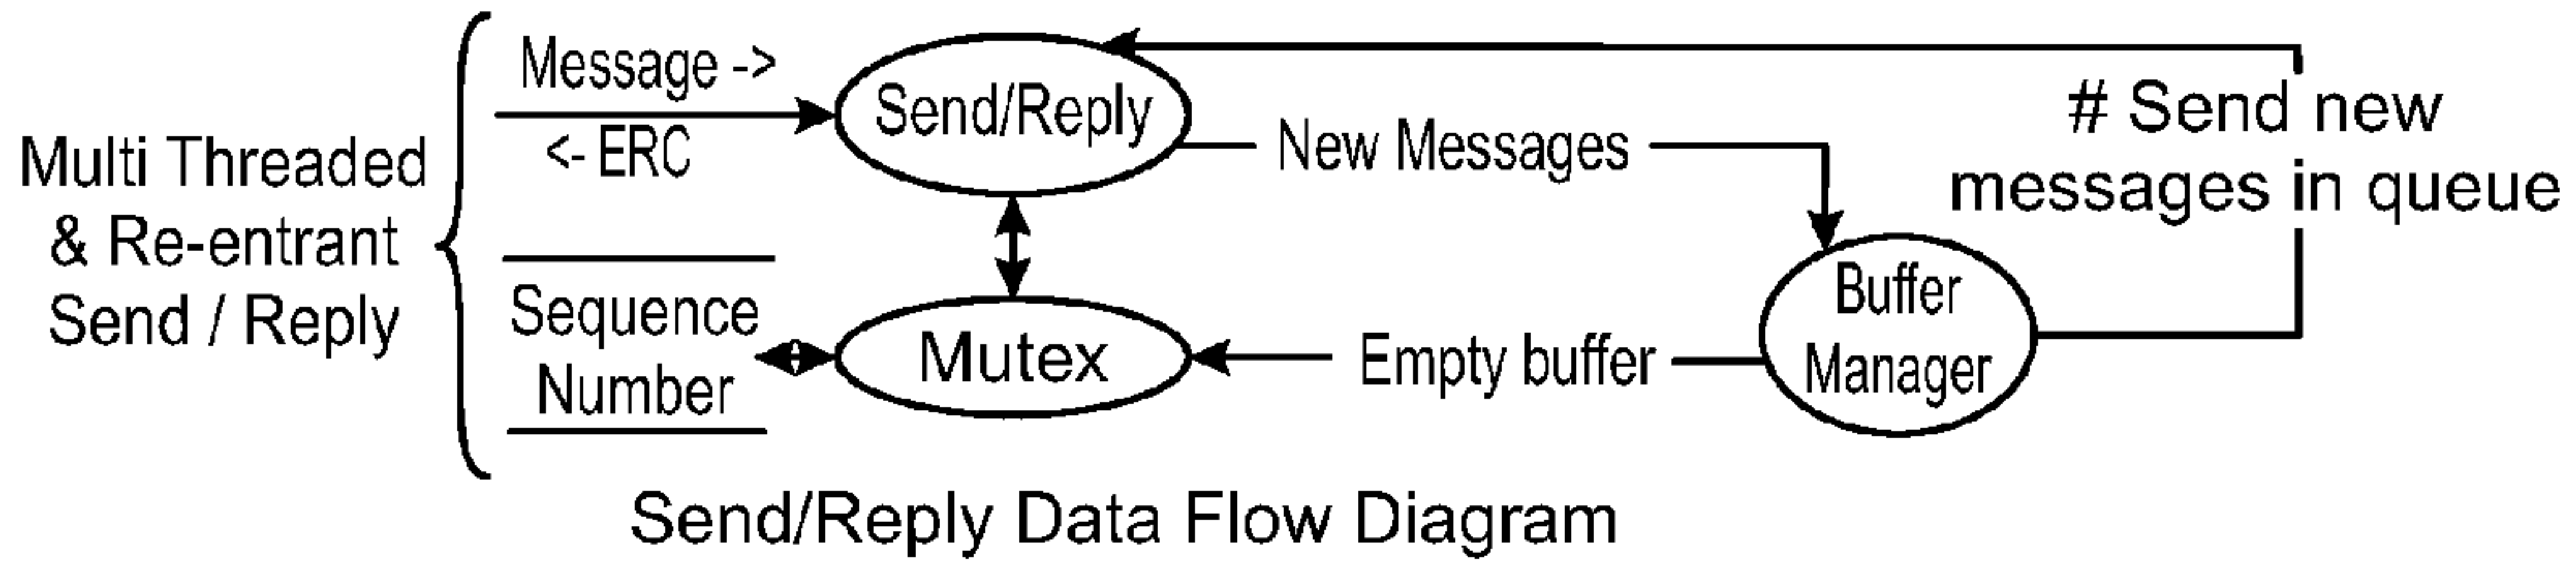 Multi Threaded
& Re-entrant
Send / Reply
Message ->
<- ERC
Sequence
Number
Send/Reply
Mutex
New Messages
Empty buffer
Buffer
Manager
# Send new
messages in queue
Send/Reply Data Flow Diagram